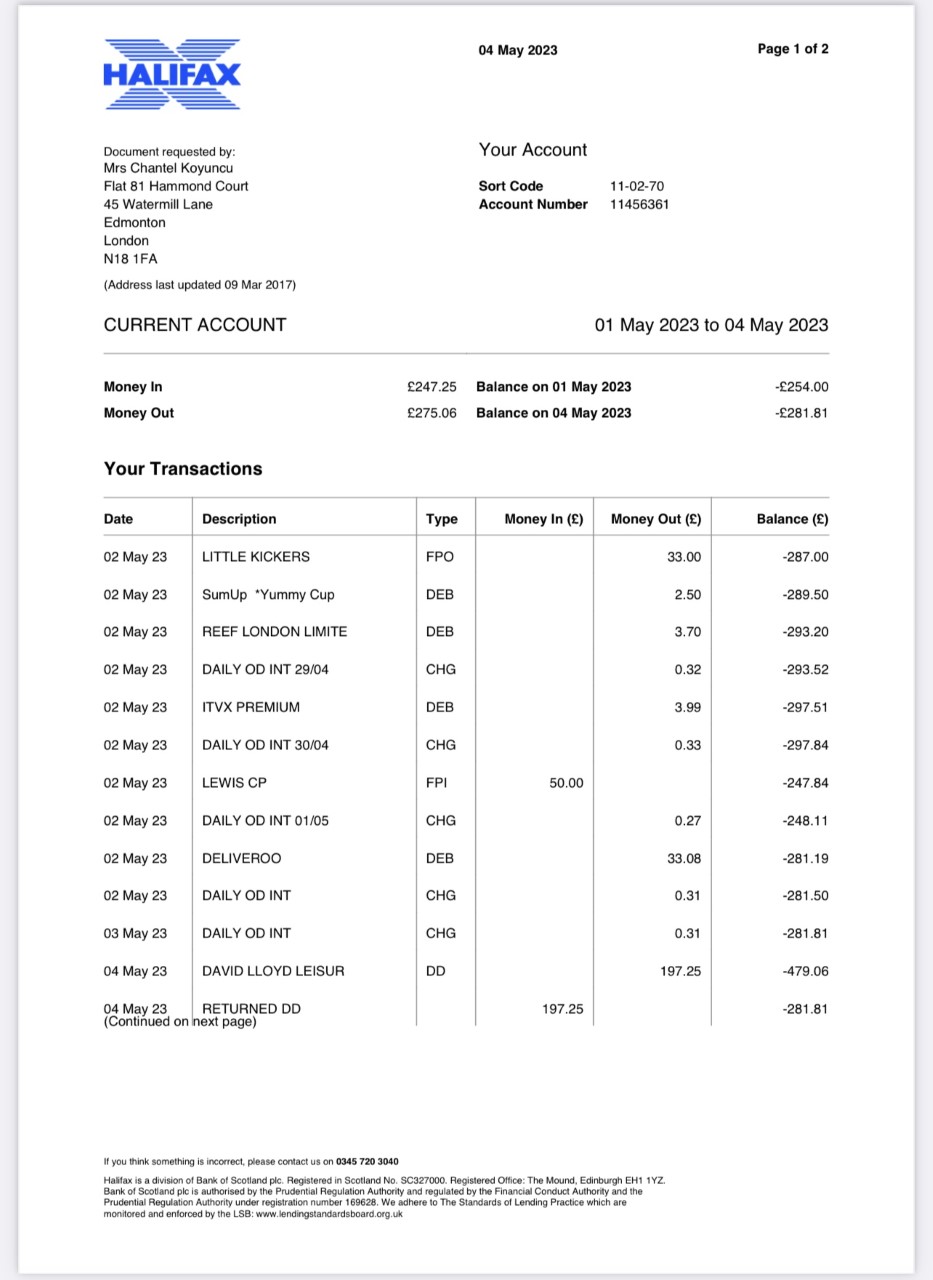 HALIFAX
04 May 2023
Page 1 of 2
Document requested by:
Mrs Chantel Koyuncu
Flat 81 Hammond Court
45 Watermill Lane
Edmonton
London
N18 1FA
(Address last updated 09 Mar 2017)
Your Account
Sort Code 11-02-70
Account Number 11456361
CURRENT ACCOUNT 01 May 2023 to 04 May 2023
Money In £247.25 Balance on 01 May 2023 -£254.00
Money Out £275.06 Balance on 04 May 2023 -£281.81
Your Transactions
Date Description Type Money In (£) Money Out (£) Balance (£)
02 May 23 LITTLE KICKERS FPO 33.00 -287.00
02 May 23 SumUp *Yummy Cup DEB 2.50 -289.50
02 May 23 REEF LONDON LIMITE DEB 3.70 -293.20
02 May 23 DAILY OD INT 29/04 CHG 0.32 -293.52
02 May 23 ITVX PREMIUM DEB 3.99 -297.51
02 May 23 DAILY OD INT 30/04 CHG 0.33 -297.84
02 May 23 LEWIS CP FPI 50.00 -247.84
02 May 23 DAILY OD INT 01/05 CHG 0.27 -248.11
02 May 23 DELIVEROO DEB 33.08 -281.19
02 May 23 DAILY OD INT CHG 0.31 -281.50
03 May 23 DAILY OD INT CHG 0.31 -281.81
04 May 23 DAVID LLOYD LEISUR DD 197.25 -479.06
04 May 23 RETURNED DD 197.25 -281.81
(Continued on next page)
If you think something is incorrect, please contact us on 0345 720 3040
Halifax is a division of Bank of Scotland plc. Registered in Scotland No. SC327000. Registered Office: The Mound, Edinburgh EH1 1YZ.
Bank of Scotland plc is authorised by the Prudential Regulation Authority and regulated by the Financial Conduct Authority and the
Prudential Regulation Authority under registration number 169628. We adhere to The Standards of Lending Practice which are
monitored and enforced by the LSB: www.lendingstandardsboard.org.uk